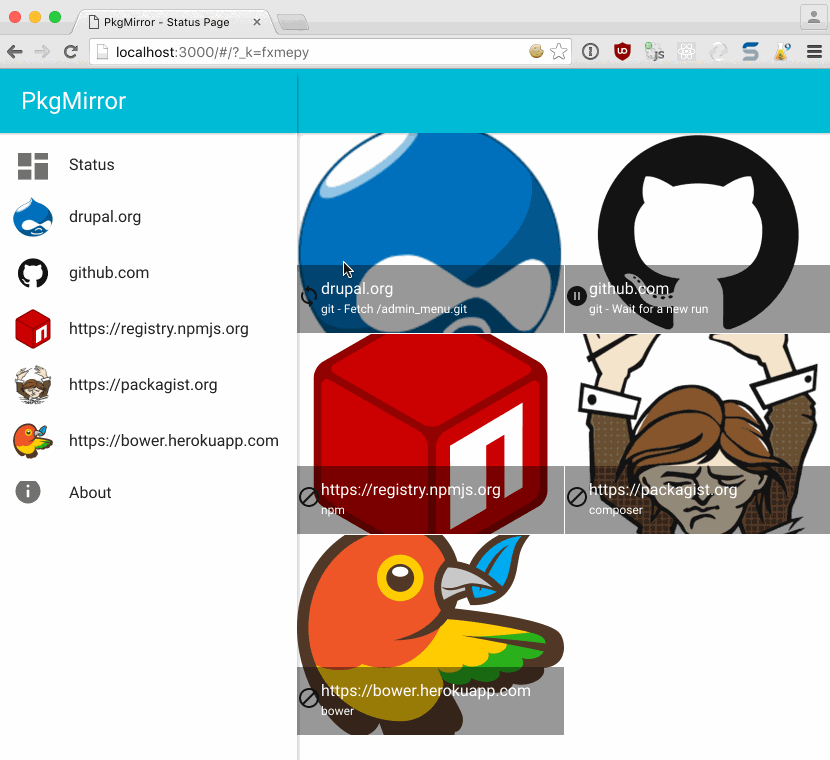 PkgMirror - Status Page
localhost:3000/#/?_k=fxmepy
PkgMirror
Status
drupal.org
github.com
https://registry.npmjs.org
https://packagist.org
https://bower.herokuapp.com
About
drupal.org
git - Fetch /admin_menu.git
github.com
git - Wait for a new run
https://registry.npmjs.org
npm
https://packagist.org
composer
https://bower.herokuapp.com
bower